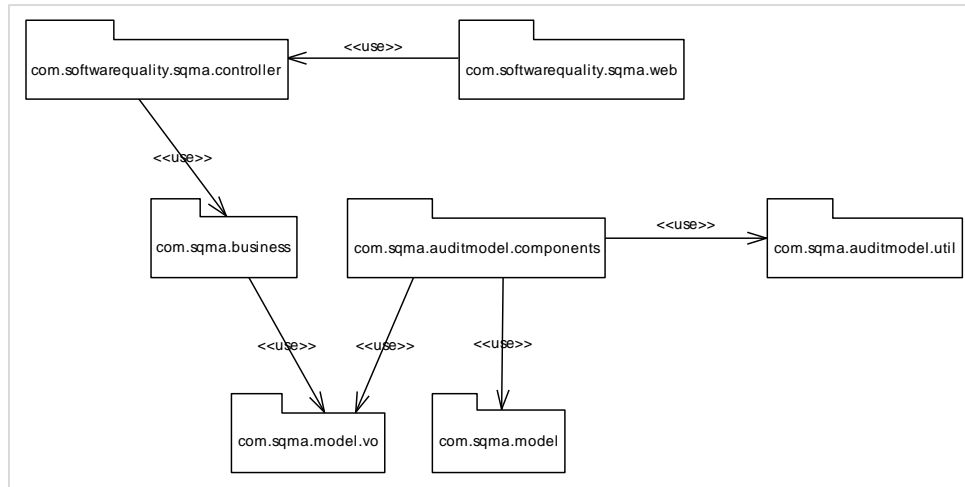 <<use>>
com.softwarequality.sqma.controller
com.softwarequality.sqma.web
<<use>>
<<use>>
com.sqma.business
com.sqma.auditmodel.components
com.sqma.auditmodel.util
<<use>>
<<use>>
<<use>>
com.sqma.model.vo
com.sqma.model